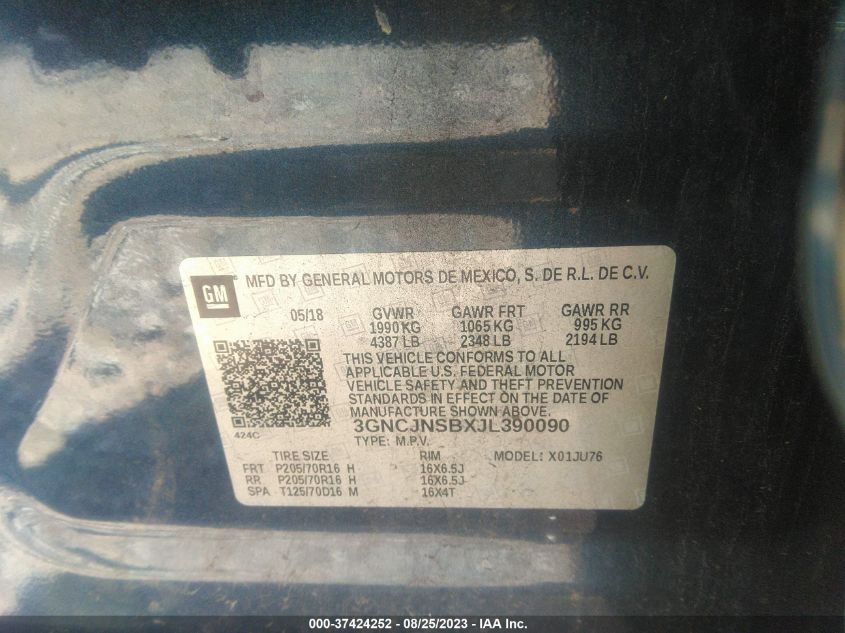 GM
MFD BY GENERAL MOTORS DE MEXICO, S. DE R.L. DE C.V.
05/18 GVWR GAWR FRT GAWR RR
1990 KG 1065 KG 995 KG
4387 LB 2348 LB 2194 LB
THIS VEHICLE CONFORMS TO ALL
APPLICABLE U.S. FEDERAL MOTOR
VEHICLE SAFETY AND THEFT PREVENTION
STANDARDS IN EFFECT ON THE DATE OF
MANUFACTURE SHOWN ABOVE.
3GNCJNSBXJL390090
424C
TYPE: M.P.V.
TIRE SIZE RIM MODEL: X01JU76
FRT P205/70R16 H 16X6.5J
RR P205/70R16 H 16X6.5J
SPA T125/70D16 M 16X4T
000-37424252 - 08/25/2023 - IAA Inc.